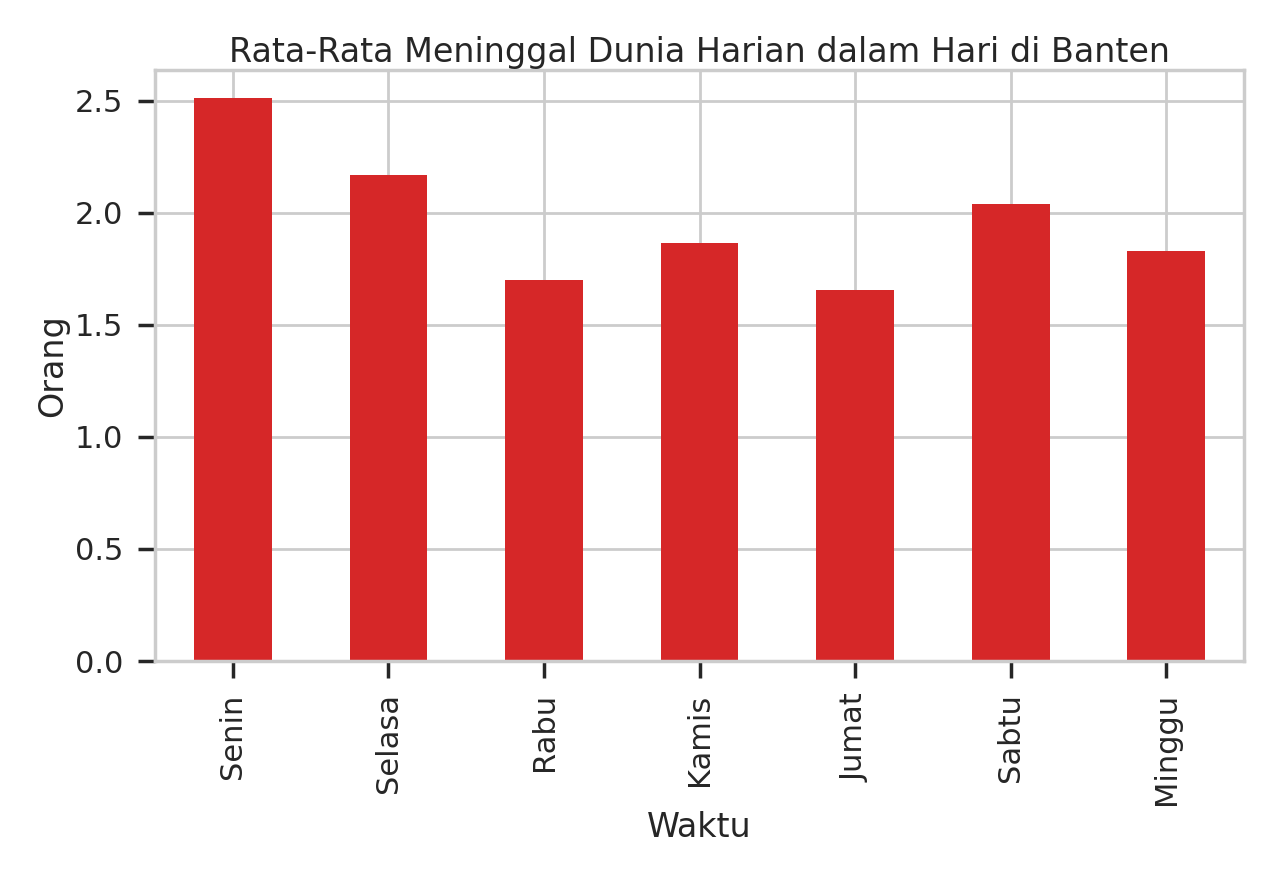 Rata-Rata Meninggal Dunia Harian dalam Hari di Banten
2.5
2.0
1.5
1.0
0.5
0.0
Orang
Senin
Selasa
Rabu
Kamis
Jumat
Sabtu
Minggu
Waktu